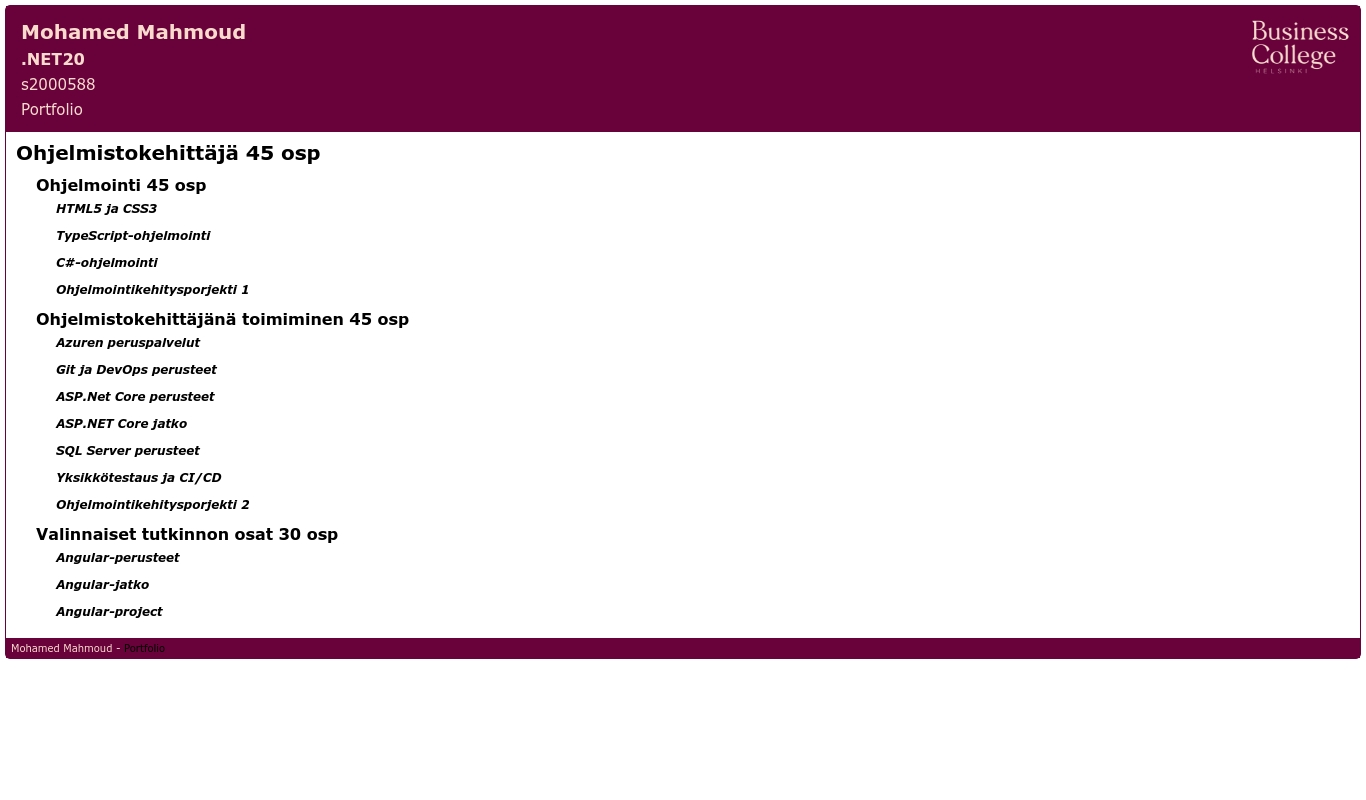 Mohamed Mahmoud
.NET20
s2000588
Portfolio
Business
College
HELSINKI
Ohjelmistokehittäjä 45 osp
Ohjelmointi 45 osp
HTML5 ja CSS3
TypeScript-ohjelmointi
C#-ohjelmointi
Ohjelmointikehitysporjekti 1
Ohjelmistokehittäjänä toimiminen 45 osp
Azuren peruspalvelut
Git ja DevOps perusteet
ASP.Net Core perusteet
ASP.NET Core jatko
SQL Server perusteet
Yksikkötestaus ja CI/CD
Ohjelmointikehitysporjekti 2
Valinnaiset tutkinnon osat 30 osp
Angular-perusteet
Angular-jatko
Angular-project
Mohamed Mahmoud - Portfolio